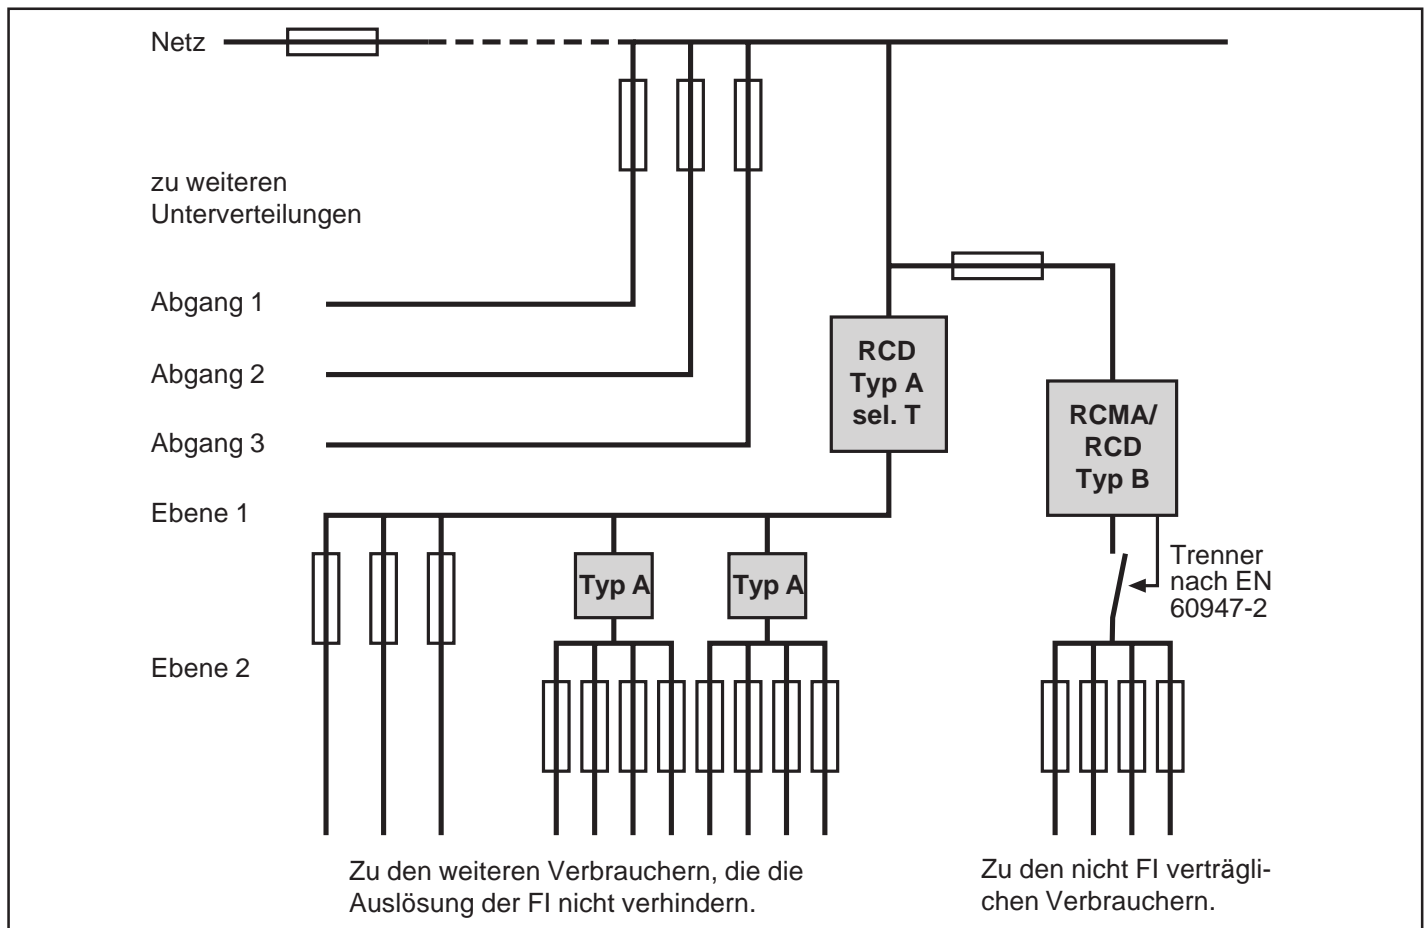 Netz
zu weiteren
Unterverteilungen
Abgang 1
Abgang 2
Abgang 3
Ebene 1
Ebene 2
RCD
Typ A
sel. T
RCMA/
RCD
Typ B
Typ A
Typ A
Trenner
nach EN
60947-2
Zu den weiteren Verbrauchern, die die
Auslösung der FI nicht verhindern.
Zu den nicht FI verträgli-
chen Verbrauchern.